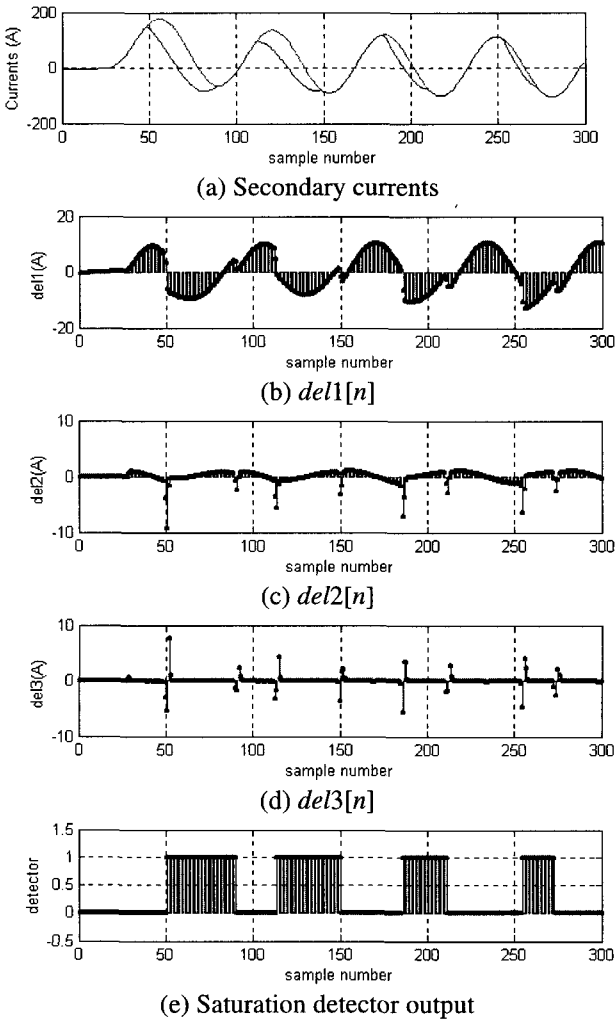 200
0
-200
Currents (A)
0 50 100 150 200 250 300
sample number
(a) Secondary currents
20
0
-20
del1(A)
0 50 100 150 200 250 300
sample number
(b) del1[n]
10
0
-10
del2(A)
0 50 100 150 200 250 300
sample number
(c) del2[n]
10
0
-10
del3(A)
0 50 100 150 200 250 300
sample number
(d) del3[n]
1.5
1
0.5
0
-0.5
detector
0 50 100 150 200 250 300
sample number
(e) Saturation detector output